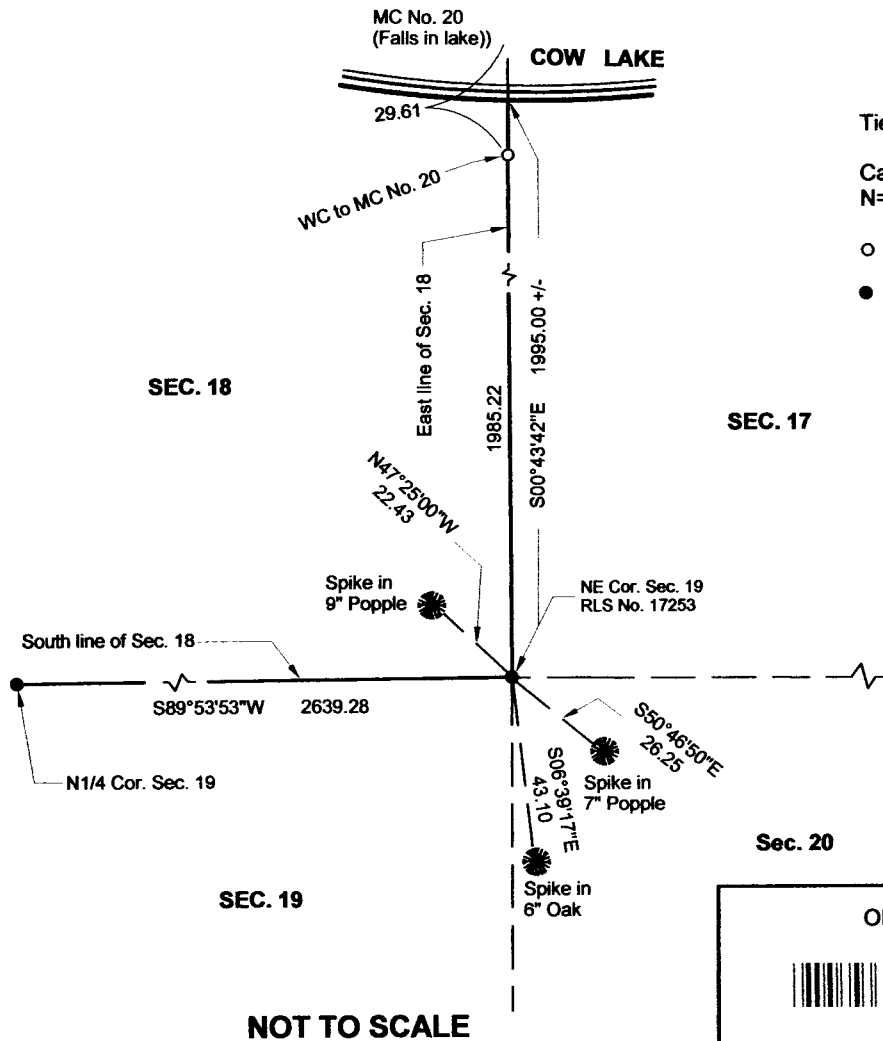 MC No. 20
(Falls in lake))
COW LAKE
29.61
Tie
WC to MC No. 20
Ca
N=
East line of Sec. 18
1985.22
S00°43'42"E 1995.00 +/-
SEC. 18
SEC. 17
N47°25'00"W
22.43
Spike in
9" Popple
NE Cor. Sec. 19
RLS No. 17253
South line of Sec. 18
S89°53'53"W 2639.28
N1/4 Cor. Sec. 19
S50°46'50"E
26.25
Spike in
7" Popple
S06°39'17"E
43.10
Spike in
6" Oak
Sec. 20
SEC. 19
NOT TO SCALE